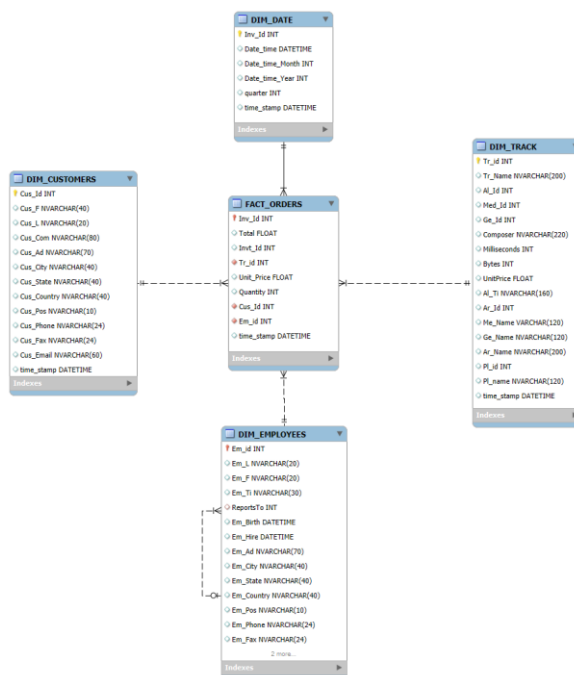 DIM_DATE
Inv_Id INT
Date_time DATETIME
Date_time_Month INT
Date_time_Year INT
quarter INT
time_stamp DATETIME
Indexes
DIM_CUSTOMERS
Cus_Id INT
Cus_F NVARCHAR(40)
Cus_L NVARCHAR(20)
Cus_Com NVARCHAR(80)
Cus_Ad NVARCHAR(70)
Cus_City NVARCHAR(40)
Cus_State NVARCHAR(40)
Cus_Country NVARCHAR(40)
Cus_Pos NVARCHAR(10)
Cus_Phone NVARCHAR(24)
Cus_Fax NVARCHAR(24)
Cus_Email NVARCHAR(60)
time_stamp DATETIME
Indexes
FACT_ORDERS
Inv_Id INT
Total FLOAT
Invt_Id INT
Tr_id INT
Unit_Price FLOAT
Quantity INT
Cus_Id INT
Em_id INT
time_stamp DATETIME
Indexes
DIM_TRACK
Tr_id INT
Tr_Name NVARCHAR(200)
Al_Id INT
Med_Id INT
Ge_Id INT
Composer NVARCHAR(220)
Milliseconds INT
Bytes INT
UnitPrice FLOAT
Al_Ti NVARCHAR(160)
Ar_Id INT
Me_Name VARCHAR(120)
Ge_Name NVARCHAR(120)
Ar_Name NVARCHAR(200)
Pl_id INT
Pl_name NVARCHAR(120)
time_stamp DATETIME
Indexes
DIM_EMPLOYEES
Em_id INT
Em_L NVARCHAR(20)
Em_F NVARCHAR(20)
Em_Ti NVARCHAR(30)
ReportsTo INT
Em_Birth DATETIME
Em_Hire DATETIME
Em_Ad NVARCHAR(70)
Em_City NVARCHAR(40)
Em_State NVARCHAR(40)
Em_Country NVARCHAR(40)
Em_Pos NVARCHAR(10)
Em_Phone NVARCHAR(24)
Em_Fax NVARCHAR(24)
2 more...
Indexes